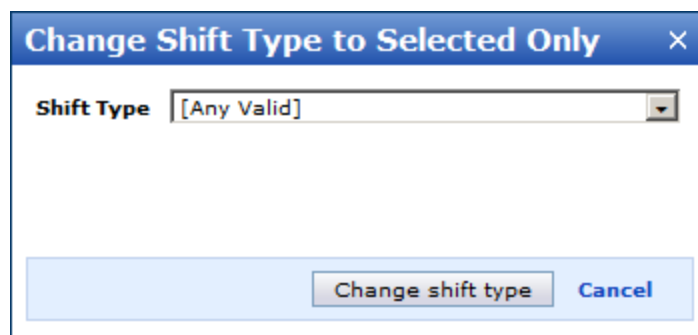 Change Shift Type to Selected Only
Shift Type [Any Valid]
Change shift type Cancel